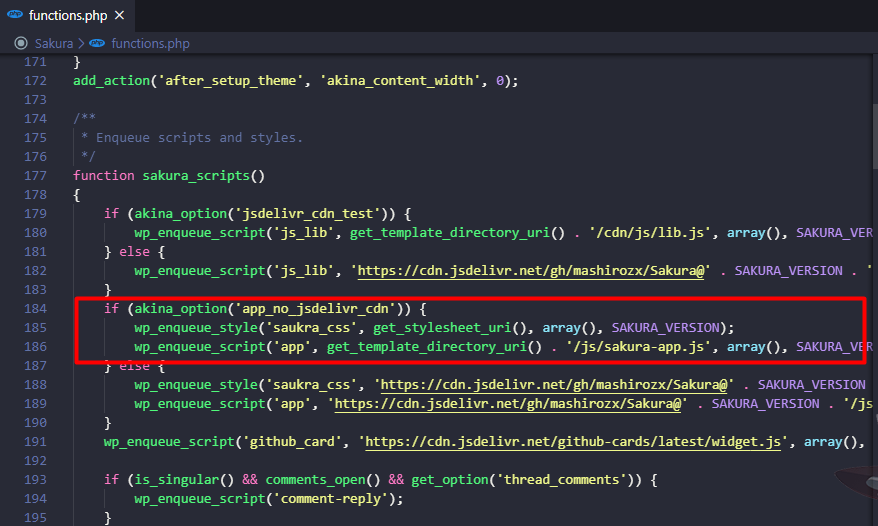 php functions.php ×
Sakura > php functions.php
171 }
172 add_action('after_setup_theme', 'akina_content_width', 0);
173
174 /**
175  * Enqueue scripts and styles.
176  */
177 function sakura_scripts()
178 {
179     if (akina_option('jsdelivr_cdn_test')) {
180         wp_enqueue_script('js_lib', get_template_directory_uri() . '/cdn/js/lib.js', array(), SAKURA_VER
181     } else {
182         wp_enqueue_script('js_lib', 'https://cdn.jsdelivr.net/gh/mashirozx/Sakura@' . SAKURA_VERSION . '
183     }
184     if (akina_option('app_no_jsdelivr_cdn')) {
185         wp_enqueue_style('saukra_css', get_stylesheet_uri(), array(), SAKURA_VERSION);
186         wp_enqueue_script('app', get_template_directory_uri() . '/js/sakura-app.js', array(), SAKURA_VER
187     } else {
188         wp_enqueue_style('saukra_css', 'https://cdn.jsdelivr.net/gh/mashirozx/Sakura@' . SAKURA_VERSION
189         wp_enqueue_script('app', 'https://cdn.jsdelivr.net/gh/mashirozx/Sakura@' . SAKURA_VERSION . '/js
190     }
191     wp_enqueue_script('github_card', 'https://cdn.jsdelivr.net/github-cards/latest/widget.js', array(),
192
193     if (is_singular() && comments_open() && get_option('thread_comments')) {
194         wp_enqueue_script('comment-reply');
195     }